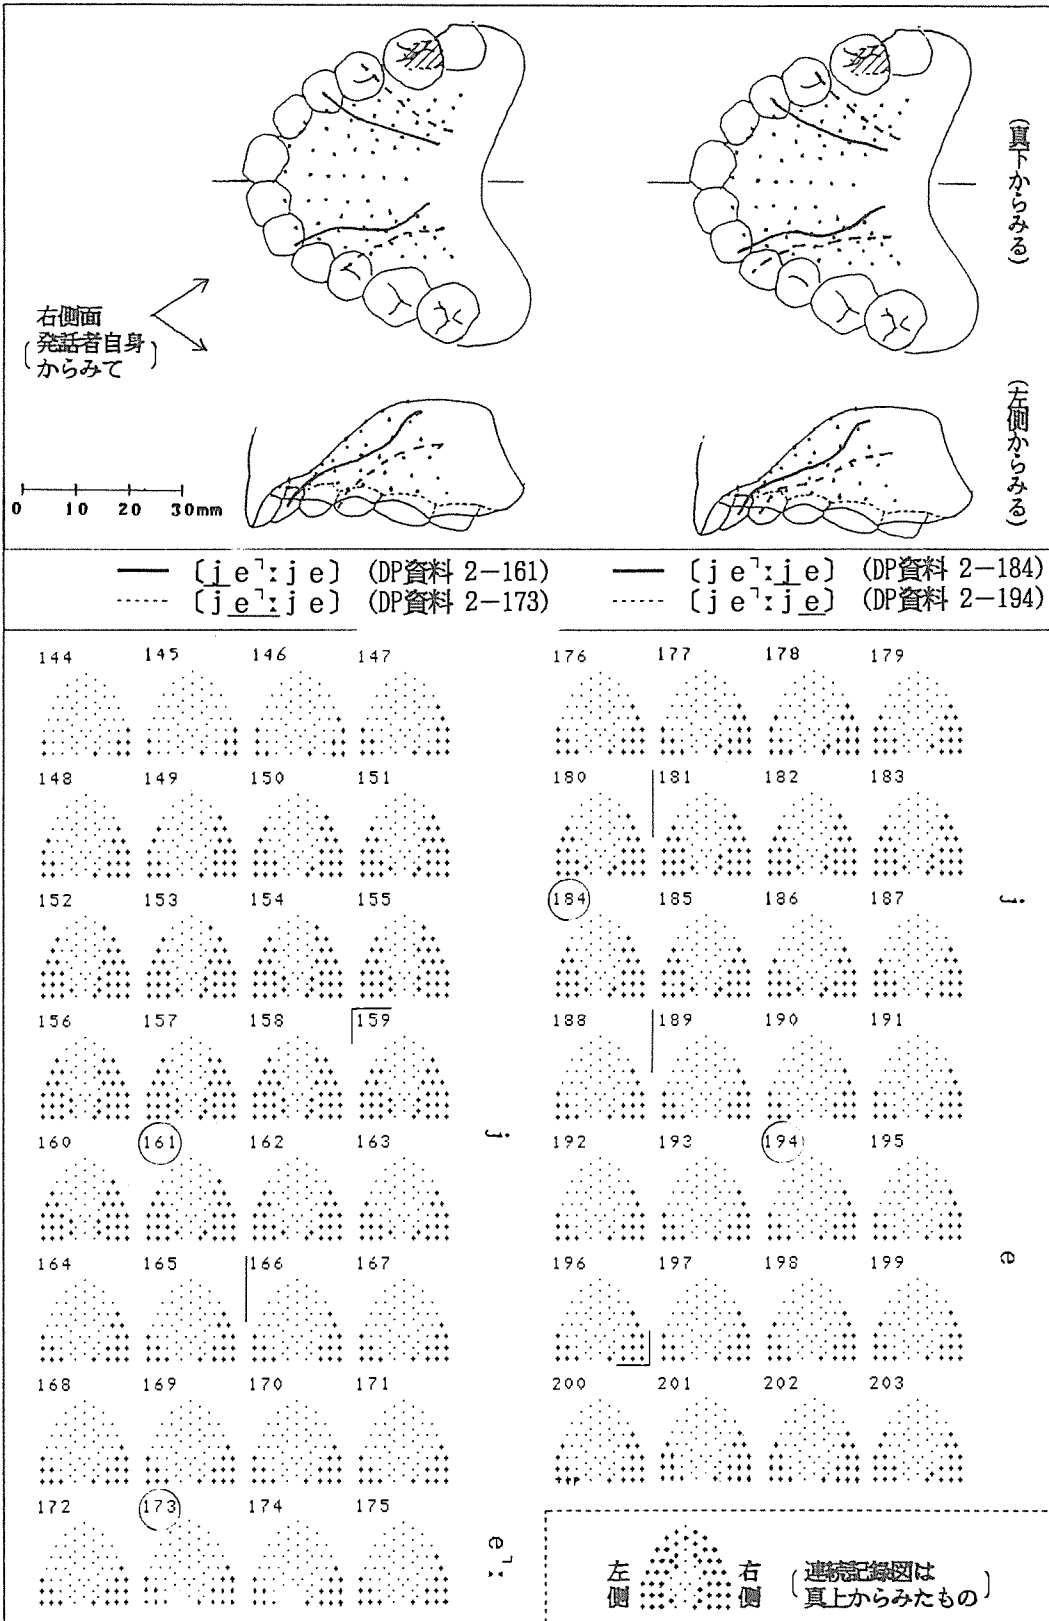 (真下からみる)
右側面
発話者自身
からみて
(左側からみる)
0 10 20 30mm
〔je˥ːje〕 (DP資料 2−161)
〔je˥ːje〕 (DP資料 2−173)
〔je˥ːje〕 (DP資料 2−184)
〔je˥ːje〕 (DP資料 2−194)
144 145 146 147
148 149 150 151
152 153 154 155
156 157 158 159
160 161 162 163
j
164 165 166 167
168 169 170 171
172 173 174 175
e˥ː
176 177 178 179
180 181 182 183
184 185 186 187
j
188 189 190 191
192 193 194 195
196 197 198 199
e
200 201 202 203
左側
右側
連続記録図は
真上からみたもの